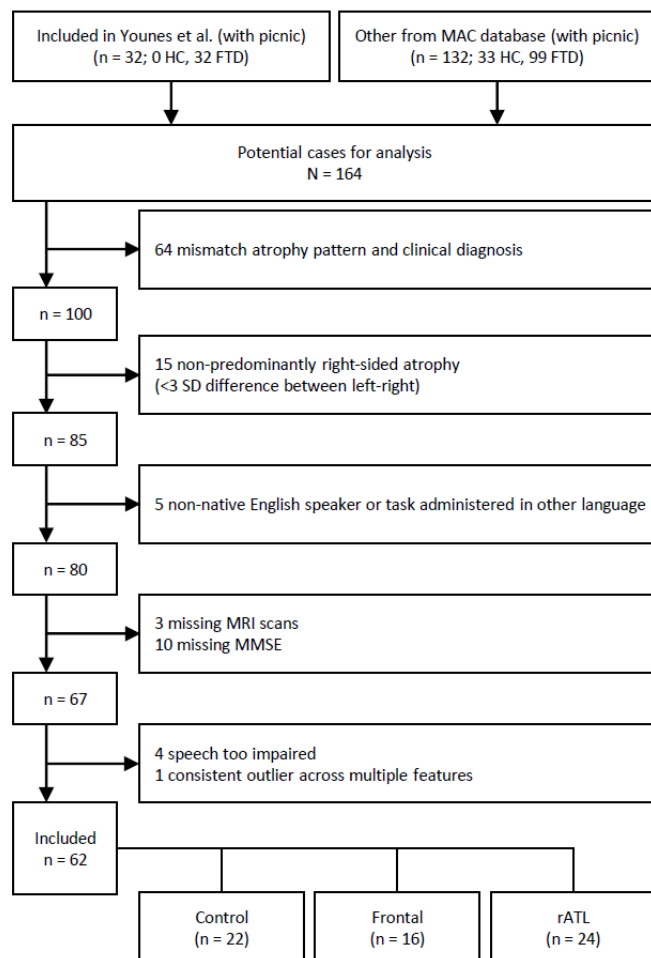 Included in Younes et al. (with picnic)
(n = 32; 0 HC, 32 FTD)
Other from MAC database (with picnic)
(n = 132; 33 HC, 99 FTD)
Potential cases for analysis
N = 164
64 mismatch atrophy pattern and clinical diagnosis
n = 100
15 non-predominantly right-sided atrophy
(<3 SD difference between left-right)
n = 85
5 non-native English speaker or task administered in other language
n = 80
3 missing MRI scans
10 missing MMSE
n = 67
4 speech too impaired
1 consistent outlier across multiple features
Included
n = 62
Control
(n = 22)
Frontal
(n = 16)
rATL
(n = 24)